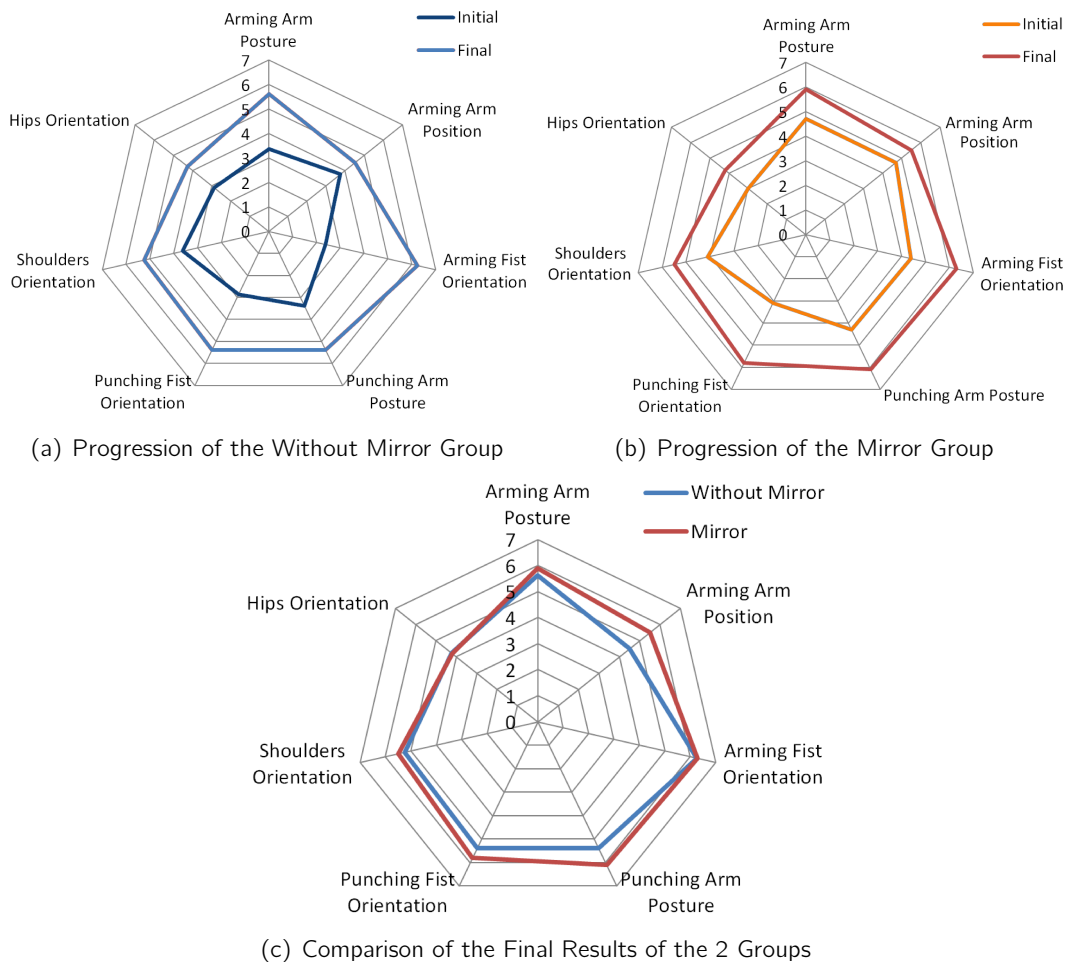 Arming Arm
Posture
Initial
Final
7
6
5
4
3
2
1
0
Arming Arm
Position
Arming Fist
Orientation
Punching Arm
Posture
Punching Fist
Orientation
Shoulders
Orientation
Hips Orientation
(a) Progression of the Without Mirror Group
Arming Arm
Posture
Initial
Final
7
6
5
4
3
2
1
0
Arming Arm
Position
Arming Fist
Orientation
Punching Arm Posture
Punching Fist
Orientation
Shoulders
Orientation
Hips Orientation
(b) Progression of the Mirror Group
Arming Arm
Posture
Without Mirror
Mirror
7
6
5
4
3
2
1
0
Arming Arm
Position
Arming Fist
Orientation
Punching Arm
Posture
Punching Fist
Orientation
Shoulders
Orientation
Hips Orientation
(c) Comparison of the Final Results of the 2 Groups